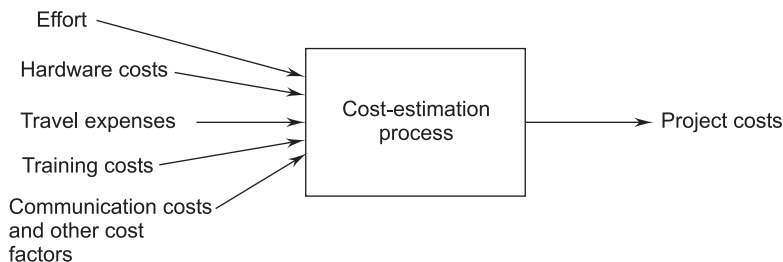 Effort
Hardware costs
Travel expenses
Training costs
Communication costs
and other cost
factors
Cost-estimation
process
Project costs